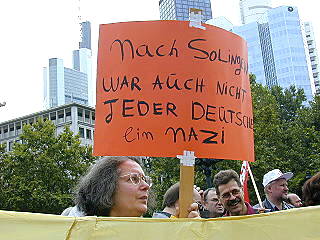 Nach SOLingen
WAR AUCH NiCHT
JEDER DEUTSCHE
ein NAZi